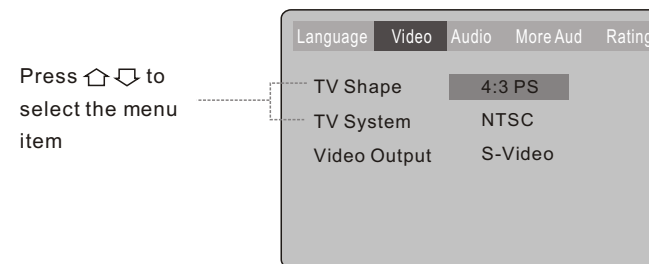 Language Video Audio More Aud Rating
Press ⇧ ⇩ to
select the menu
item
TV Shape 4:3 PS
TV System NTSC
Video Output S-Video